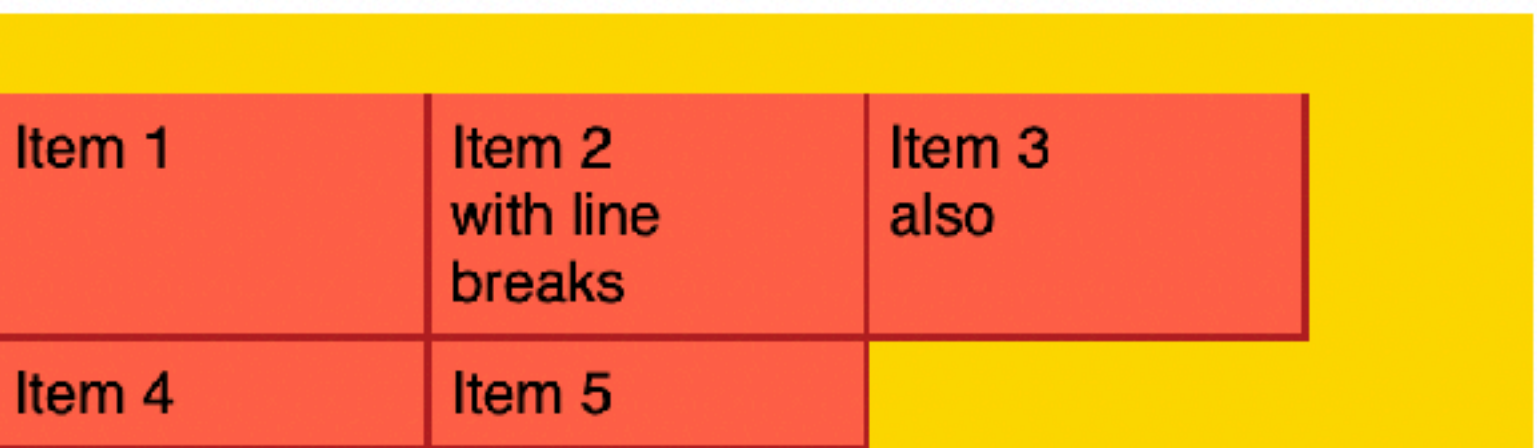 Item 1
Item 2
with line
breaks
Item 3
also
Item 4
Item 5